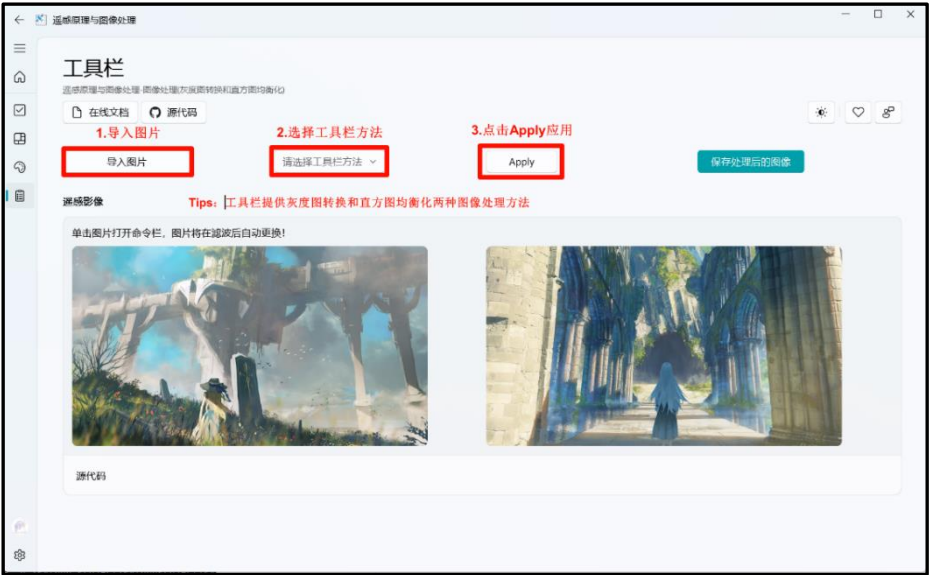 遥感原理与图像处理
工具栏
遥感原理与图像处理-图像处理(灰度图转换和直方图均衡化)
在线文档 源代码
1.导入图片 2.选择工具栏方法 3.点击Apply应用
导入图片 请选择工具栏方法 Apply 保存处理后的图像
遥感影像 Tips：工具栏提供灰度图转换和直方图均衡化两种图像处理方法
单击图片打开命令栏，图片将在滤波后自动更换!
源代码